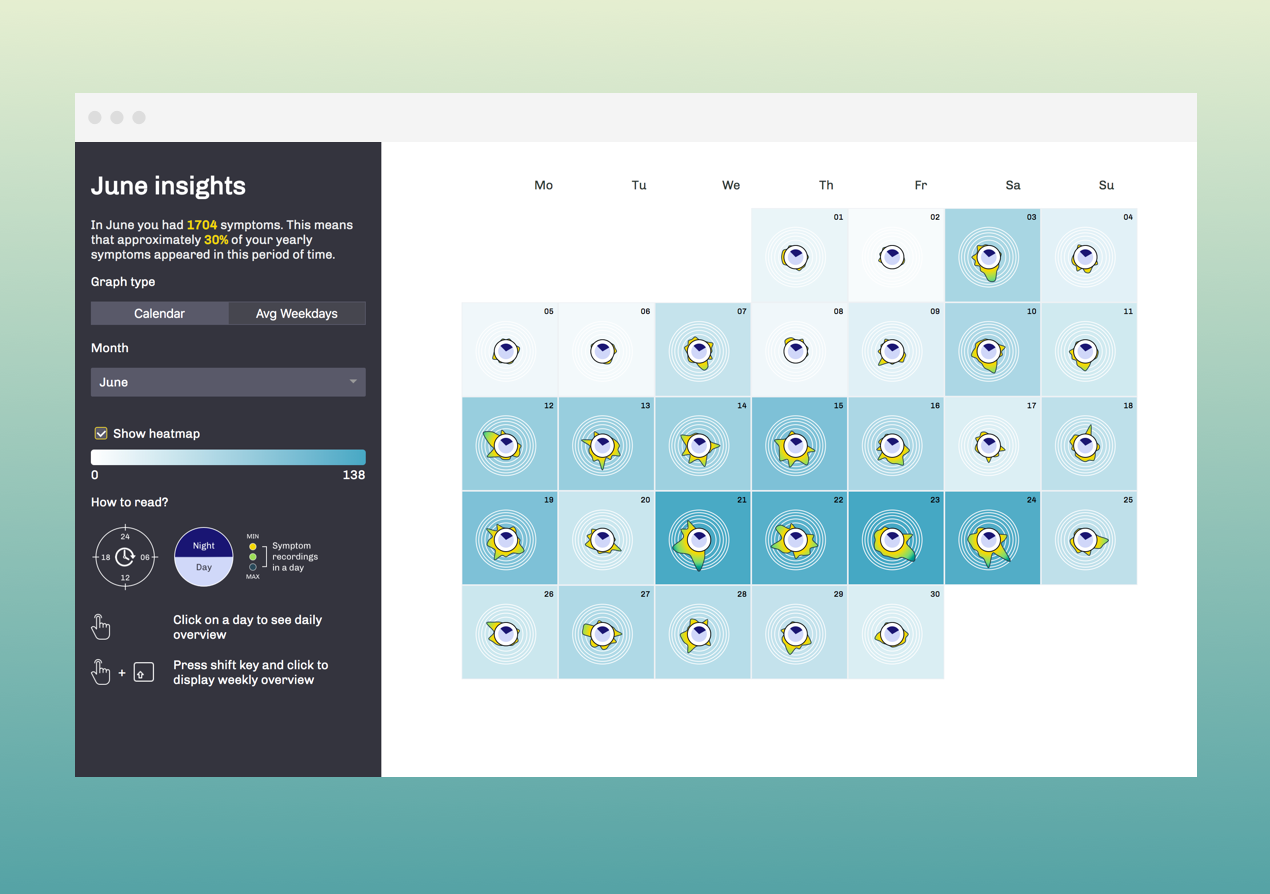 June insights
In June you had 1704 symptoms. This means
that approximately 30% of your yearly
symptoms appeared in this period of time.
Graph type
Calendar Avg Weekdays
Month
June
Show heatmap
0 138
How to read?
24
18 06
12
Night
Day
MIN
Symptom
recordings
in a day
MAX
Click on a day to see daily
overview
+
Press shift key and click to
display weekly overview
Mo Tu We Th Fr Sa Su
01 02 03 04
05 06 07 08 09 10 11
12 13 14 15 16 17 18
19 20 21 22 23 24 25
26 27 28 29 30